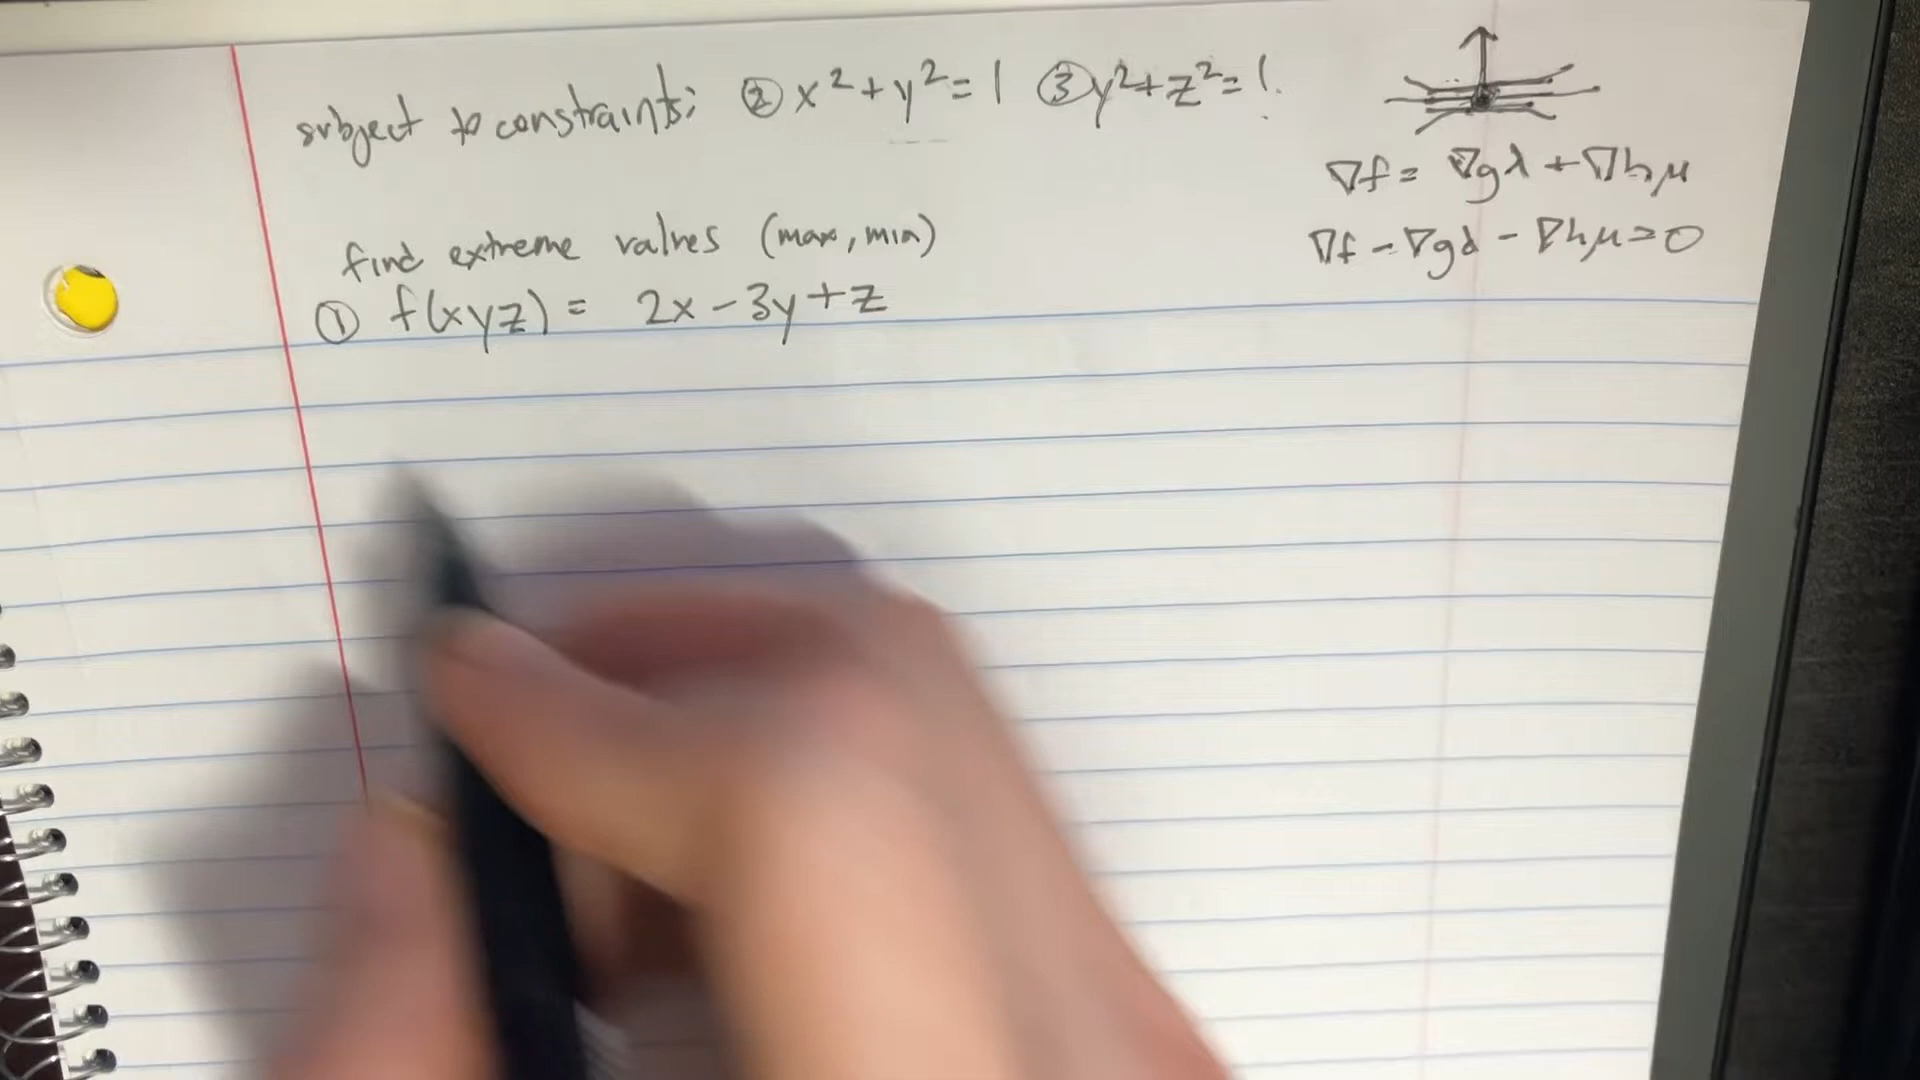 subject to constraints: ② x²+y²=1 ③ y²+z²=1.
∇f = ∇gλ + ∇hμ
∇f - ∇gλ - ∇hμ = 0
find extreme values (max, min)
① f(xyz) = 2x-3y+z